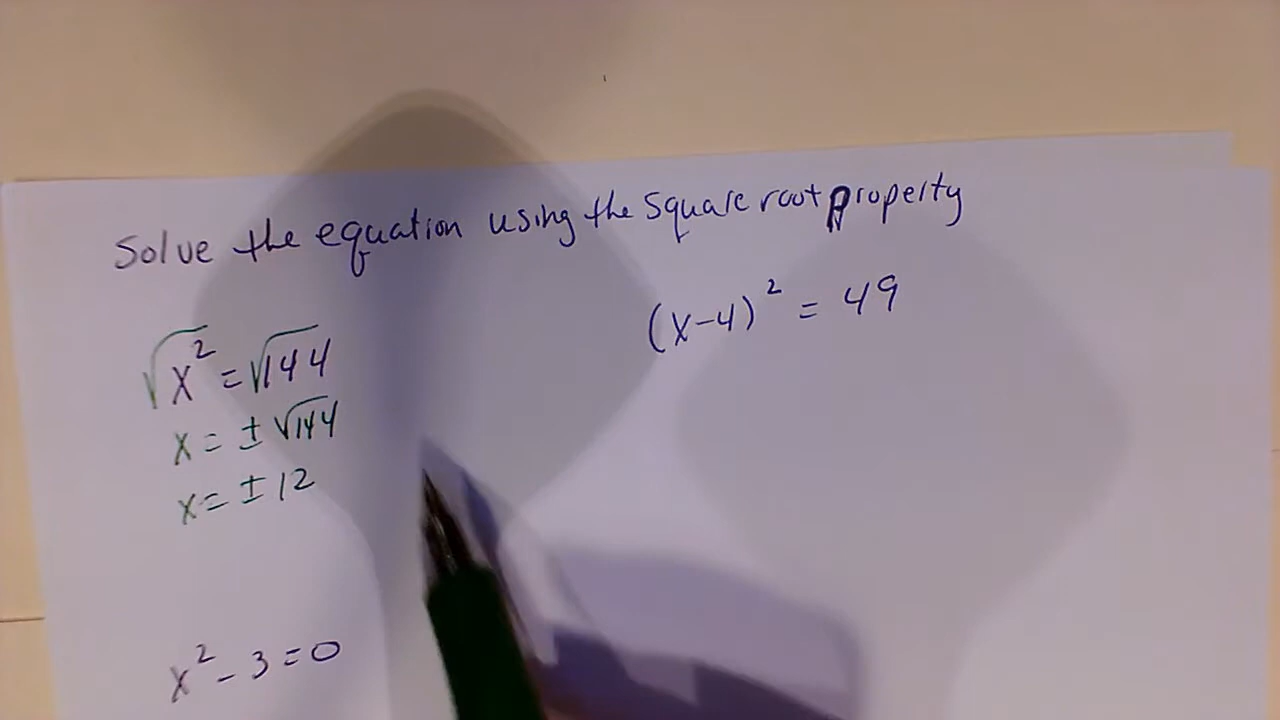 Solve the equation using the square root property
√x² = √144
x = ± √144
x = ± 12
x² - 3 = 0
(x-4)² = 49